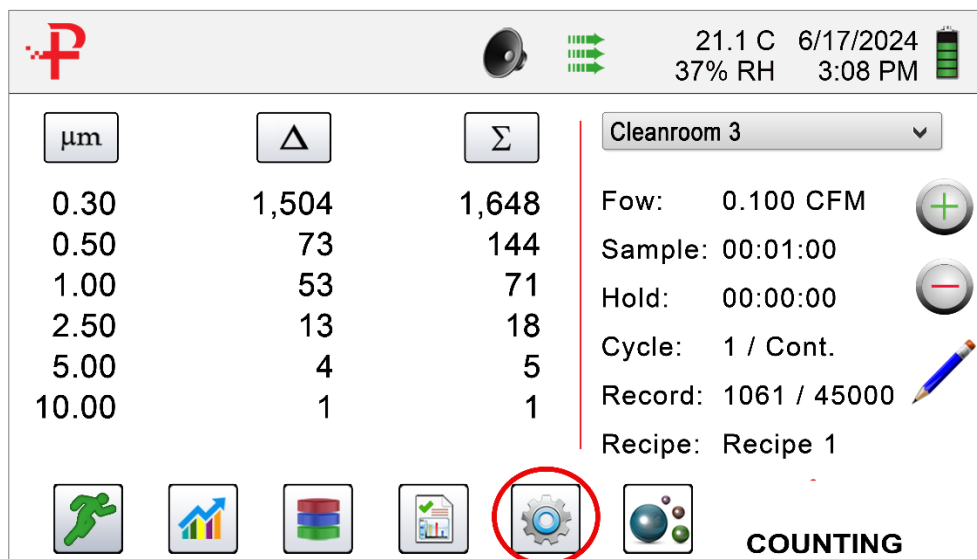 21.1 C 6/17/2024
37% RH 3:08 PM
µm Δ Σ
0.30 1,504 1,648
0.50 73 144
1.00 53 71
2.50 13 18
5.00 4 5
10.00 1 1
Cleanroom 3
Fow: 0.100 CFM
Sample: 00:01:00
Hold: 00:00:00
Cycle: 1 / Cont.
Record: 1061 / 45000
Recipe: Recipe 1
COUNTING